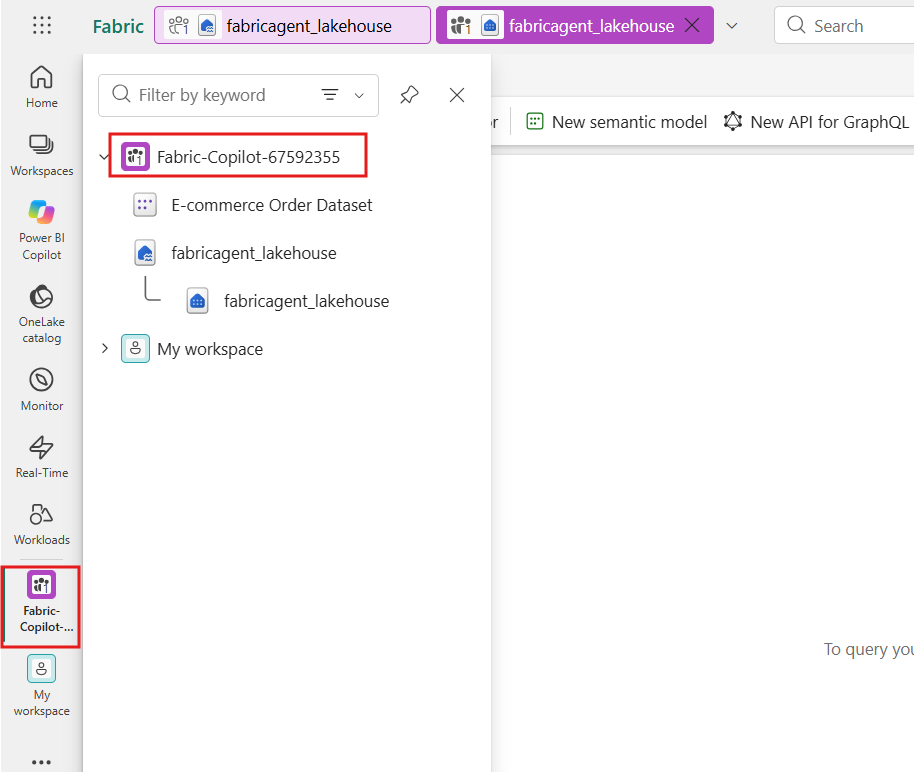 Fabric
fabricagent_lakehouse
fabricagent_lakehouse
Search
Home
Workspaces
Power BI
Copilot
OneLake
catalog
Monitor
Real-Time
Workloads
Fabric-
Copilot-...
My
workspace
Filter by keyword
Fabric-Copilot-67592355
E-commerce Order Dataset
fabricagent_lakehouse
fabricagent_lakehouse
My workspace
New semantic model
New API for GraphQL
To query you